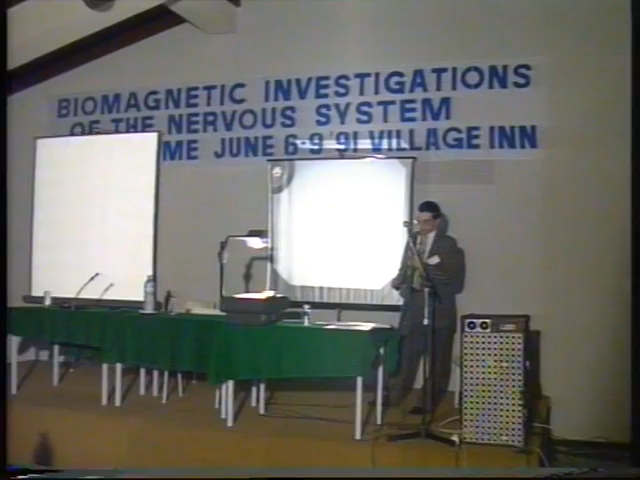 BIOMAGNETIC INVESTIGATIONS
OF THE NERVOUS SYSTEM
ME JUNE 6-9 '91 VILLAGE INN